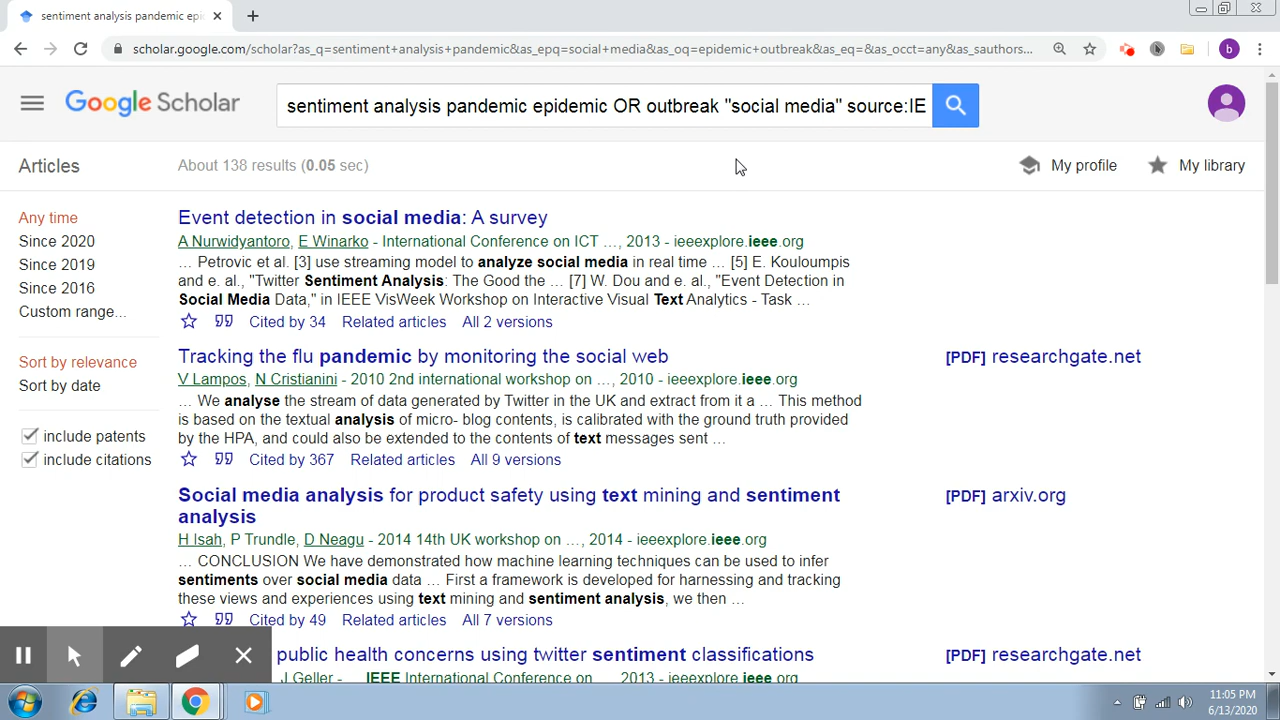 sentiment analysis pandemic epi
scholar.google.com/scholar?as_q=sentiment+analysis+pandemic&as_epq=social+media&as_oq=epidemic+outbreak&as_eq=&as_occt=any&as_sauthors...
b
Google Scholar
sentiment analysis pandemic epidemic OR outbreak "social media" source:IE
Articles
About 138 results (0.05 sec)
My profile
My library
Any time
Since 2020
Since 2019
Since 2016
Custom range...
Sort by relevance
Sort by date
include patents
include citations
Event detection in social media: A survey
A Nurwidyantoro, E Winarko - International Conference on ICT ..., 2013 - ieeexplore.ieee.org
... Petrovic et al. [3] use streaming model to analyze social media in real time ... [5] E. Kouloumpis
and e. al., "Twitter Sentiment Analysis: The Good the ... [7] W. Dou and e. al., "Event Detection in
Social Media Data," in IEEE VisWeek Workshop on Interactive Visual Text Analytics - Task ...
Cited by 34 Related articles All 2 versions
Tracking the flu pandemic by monitoring the social web
[PDF] researchgate.net
V Lampos, N Cristianini - 2010 2nd international workshop on ..., 2010 - ieeexplore.ieee.org
... We analyse the stream of data generated by Twitter in the UK and extract from it a ... This method
is based on the textual analysis of micro- blog contents, is calibrated with the ground truth provided
by the HPA, and could also be extended to the contents of text messages sent ...
Cited by 367 Related articles All 9 versions
Social media analysis for product safety using text mining and sentiment
analysis
[PDF] arxiv.org
H Isah, P Trundle, D Neagu - 2014 14th UK workshop on ..., 2014 - ieeexplore.ieee.org
... CONCLUSION We have demonstrated how machine learning techniques can be used to infer
sentiments over social media data ... First a framework is developed for harnessing and tracking
these views and experiences using text mining and sentiment analysis, we then ...
Cited by 49 Related articles All 7 versions
public health concerns using twitter sentiment classifications
[PDF] researchgate.net
J Geller - ... IEEE International Conference on ..., 2013 - ieeexplore.ieee.org
11:05 PM
6/13/2020